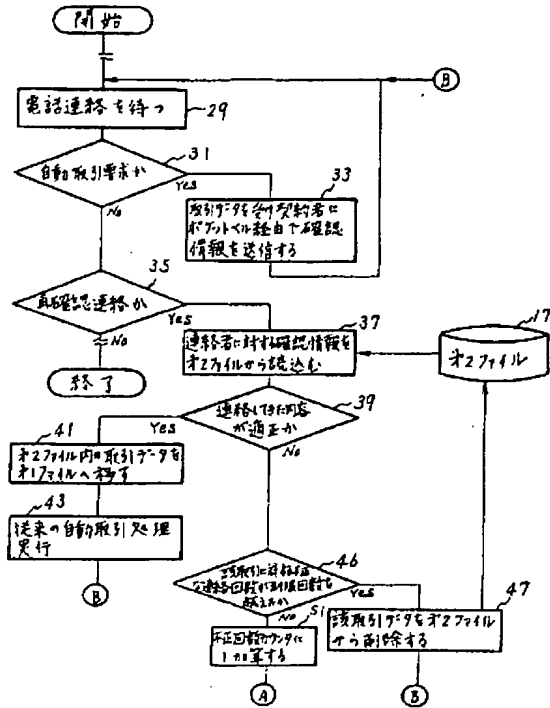 開始
B
電話連絡を待つ
29
自動取引要求か
31
Yes
No
33
取引データを受け契約者に
ポケットベル経由で確認
情報を送信する
35
再確認連絡か
Yes
No
終了
37
連絡者に対する確認情報を
オ2ファイルから読込む
17
オ2ファイル
39
連絡してきた内容
が適正か
Yes
No
41
オ2ファイル内の取引データを
オ1ファイルへ移す
43
従来の自動取引処理
実行
B
46
該取引に対する不正
な連絡回数が制限回数を
越えたか
Yes
No
47
該取引データをオ2ファイル
から削除する
51
不正回数カウンタに
1加算する
A
B